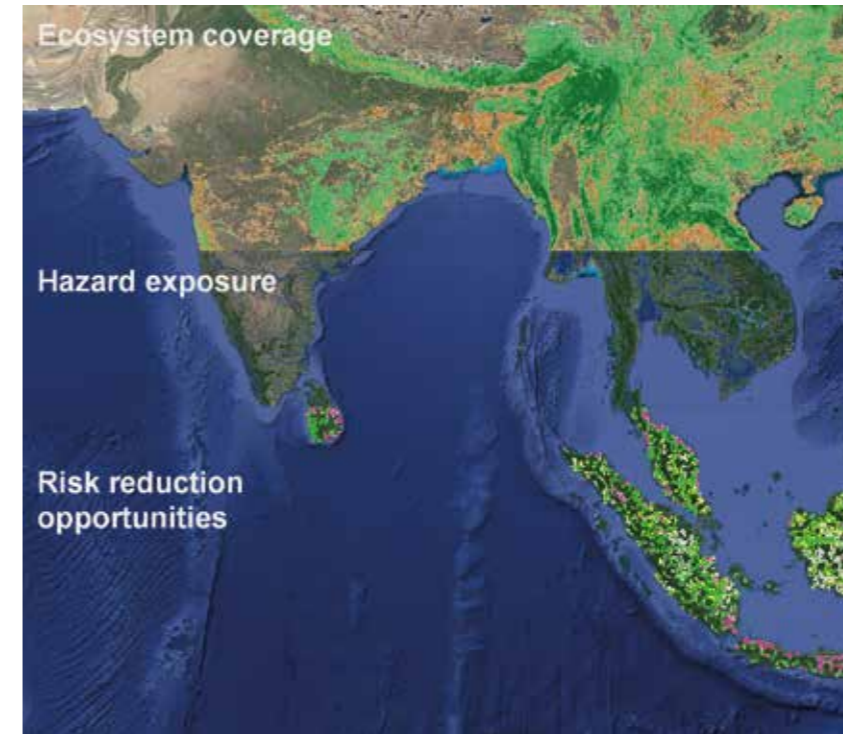 Ecosystem coverage
Hazard exposure
Risk reduction
opportunities